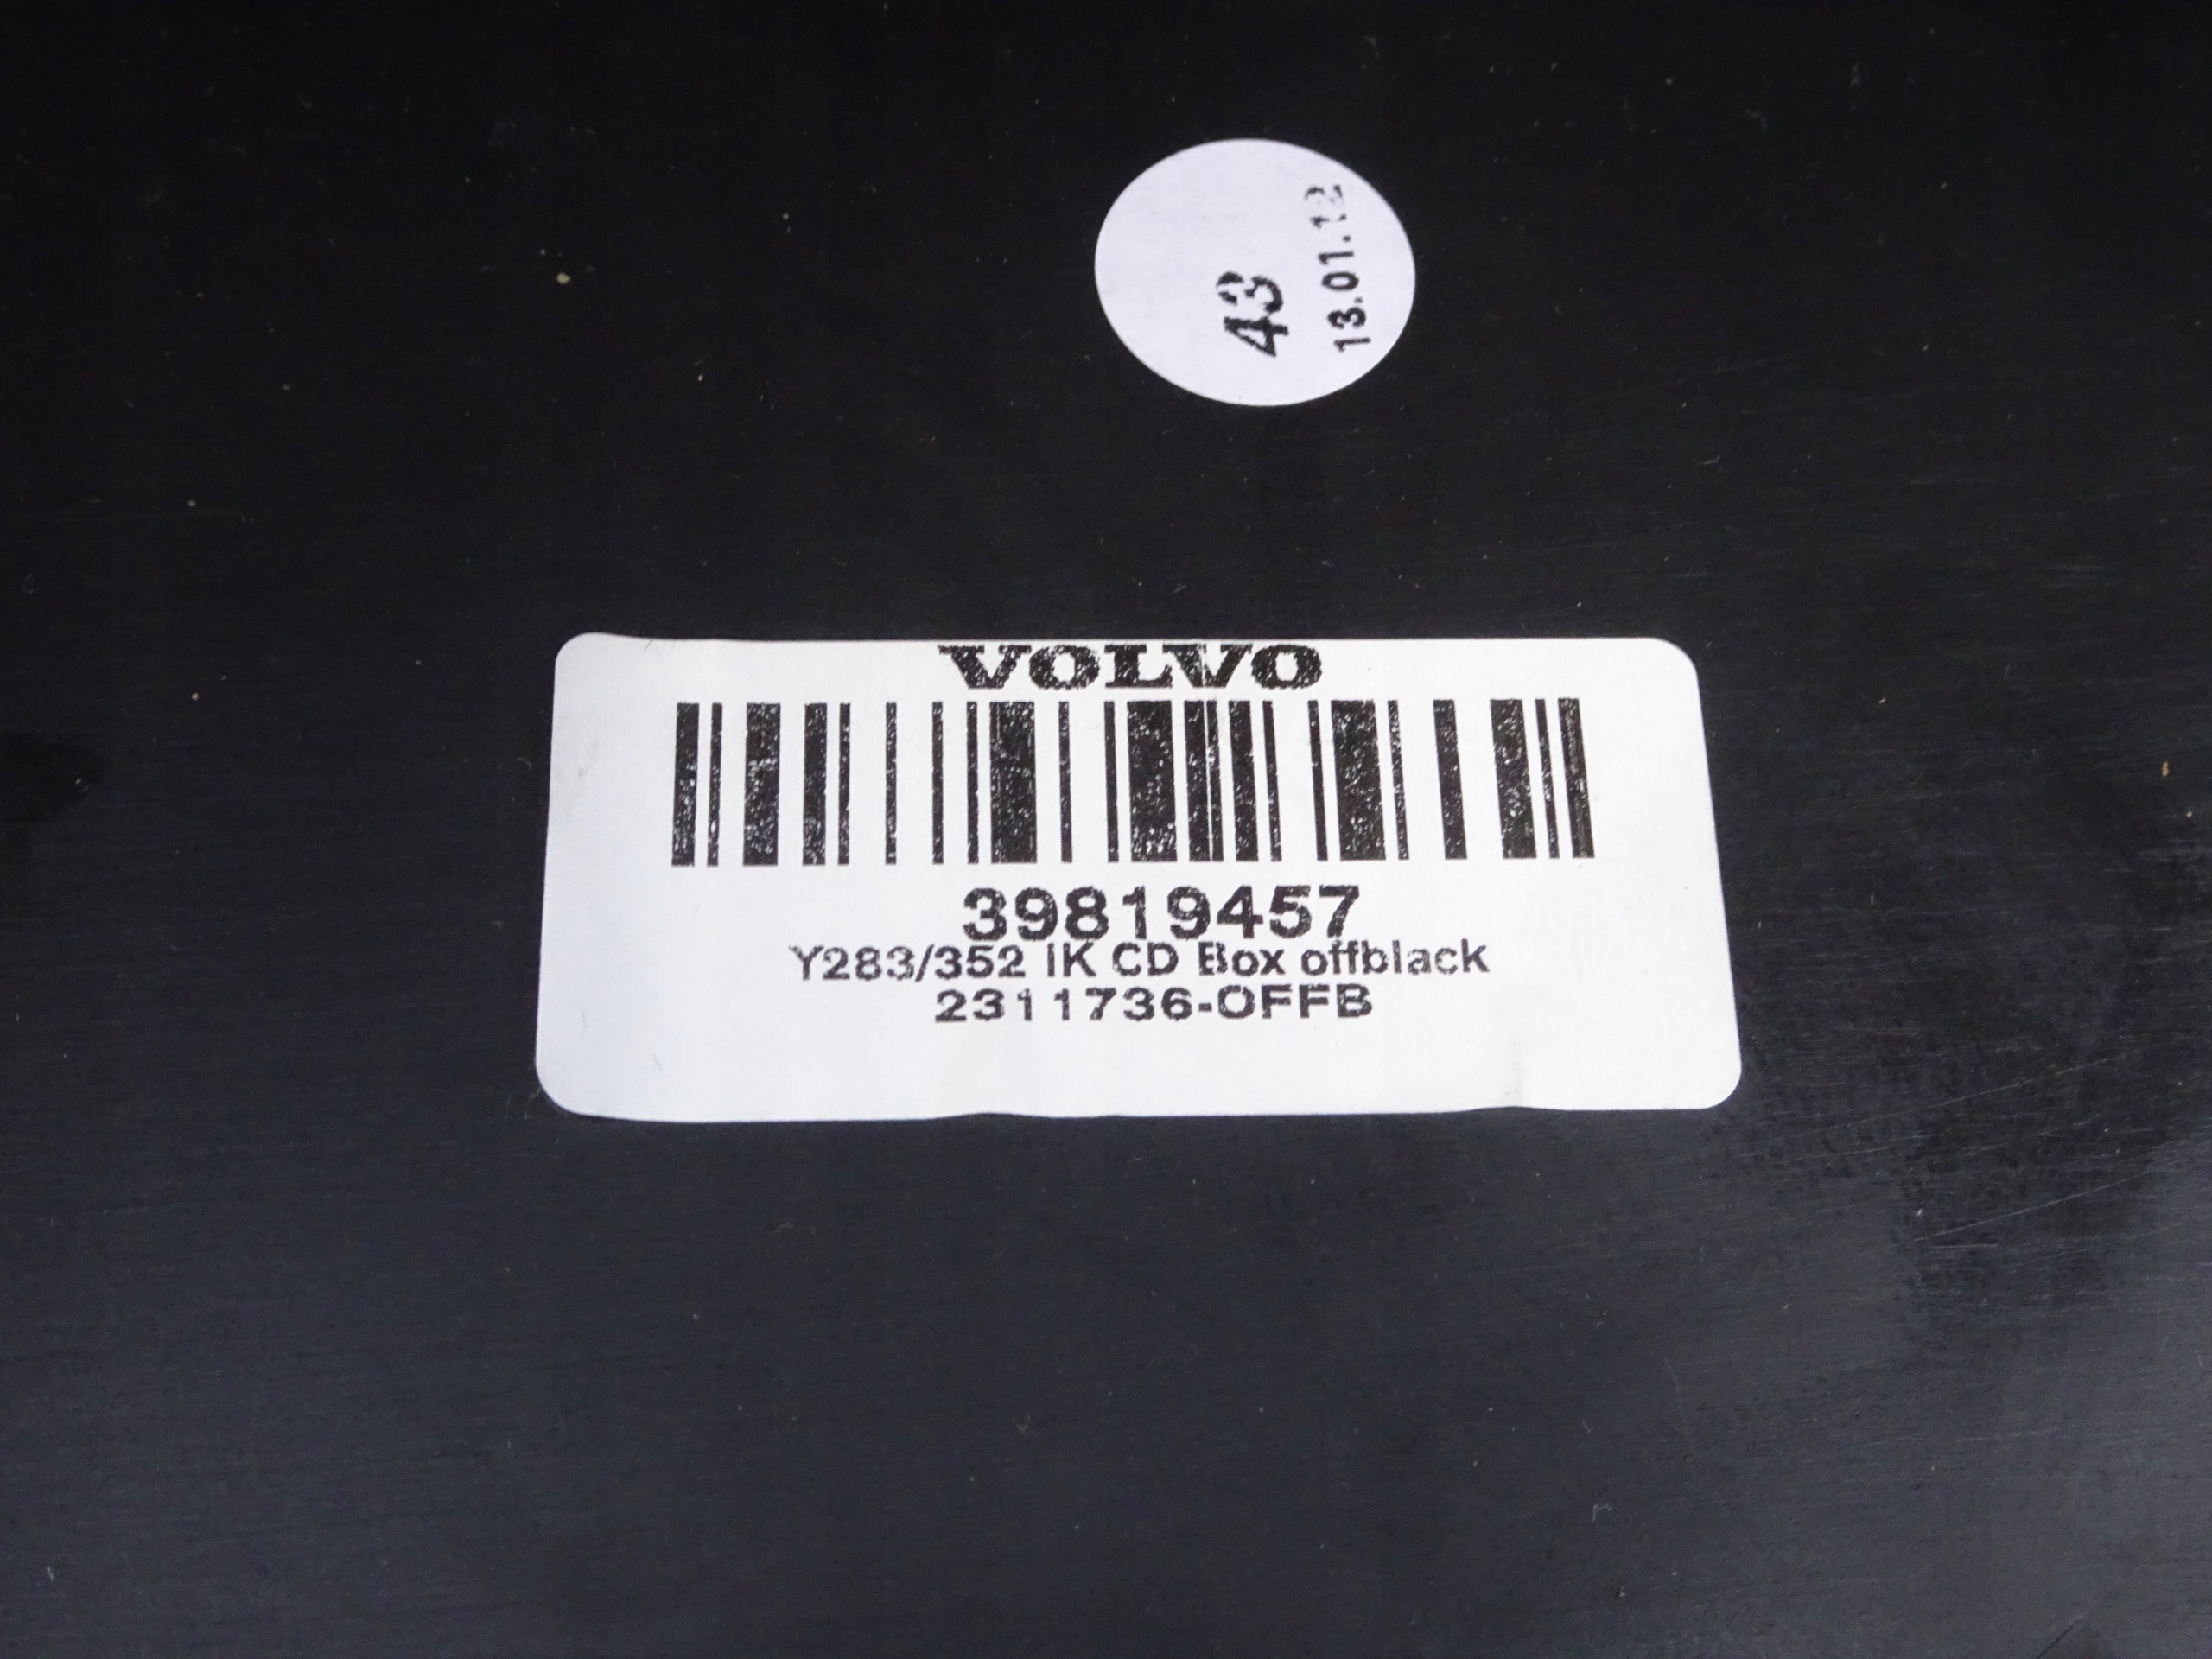 43
13.01.12
VOLVO
39819457
Y283/352 IK CD Box offblack
2311736-OFFB